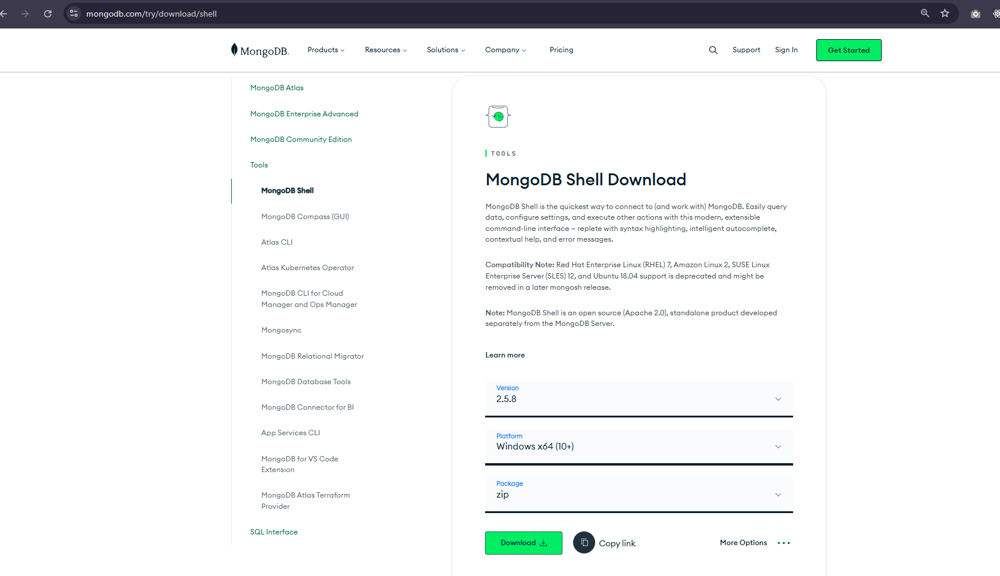 mongodb.com/try/download/shell
MongoDB.
Products
Resources
Solutions
Company
Pricing
Support
Sign In
Get Started
MongoDB Atlas
MongoDB Enterprise Advanced
MongoDB Community Edition
Tools
MongoDB Shell
MongoDB Compass (GUI)
Atlas CLI
Atlas Kubernetes Operator
MongoDB CLI for Cloud
Manager and Ops Manager
Mongosync
MongoDB Relational Migrator
MongoDB Database Tools
MongoDB Connector for BI
App Services CLI
MongoDB for VS Code
Extension
MongoDB Atlas Terraform
Provider
SQL Interface
TOOLS
MongoDB Shell Download
MongoDB Shell is the quickest way to connect to (and work with) MongoDB. Easily query
data, configure settings, and execute other actions with this modern, extensible
command-line interface — replete with syntax highlighting, intelligent autocomplete,
contextual help, and error messages.
Compatibility Note: Red Hat Enterprise Linux (RHEL) 7, Amazon Linux 2, SUSE Linux
Enterprise Server (SLES) 12, and Ubuntu 18.04 support is deprecated and might be
removed in a later mongosh release.
Note: MongoDB Shell is an open source (Apache 2.0), standalone product developed
separately from the MongoDB Server.
Learn more
Version
2.5.8
Platform
Windows x64 (10+)
Package
zip
Download
Copy link
More Options